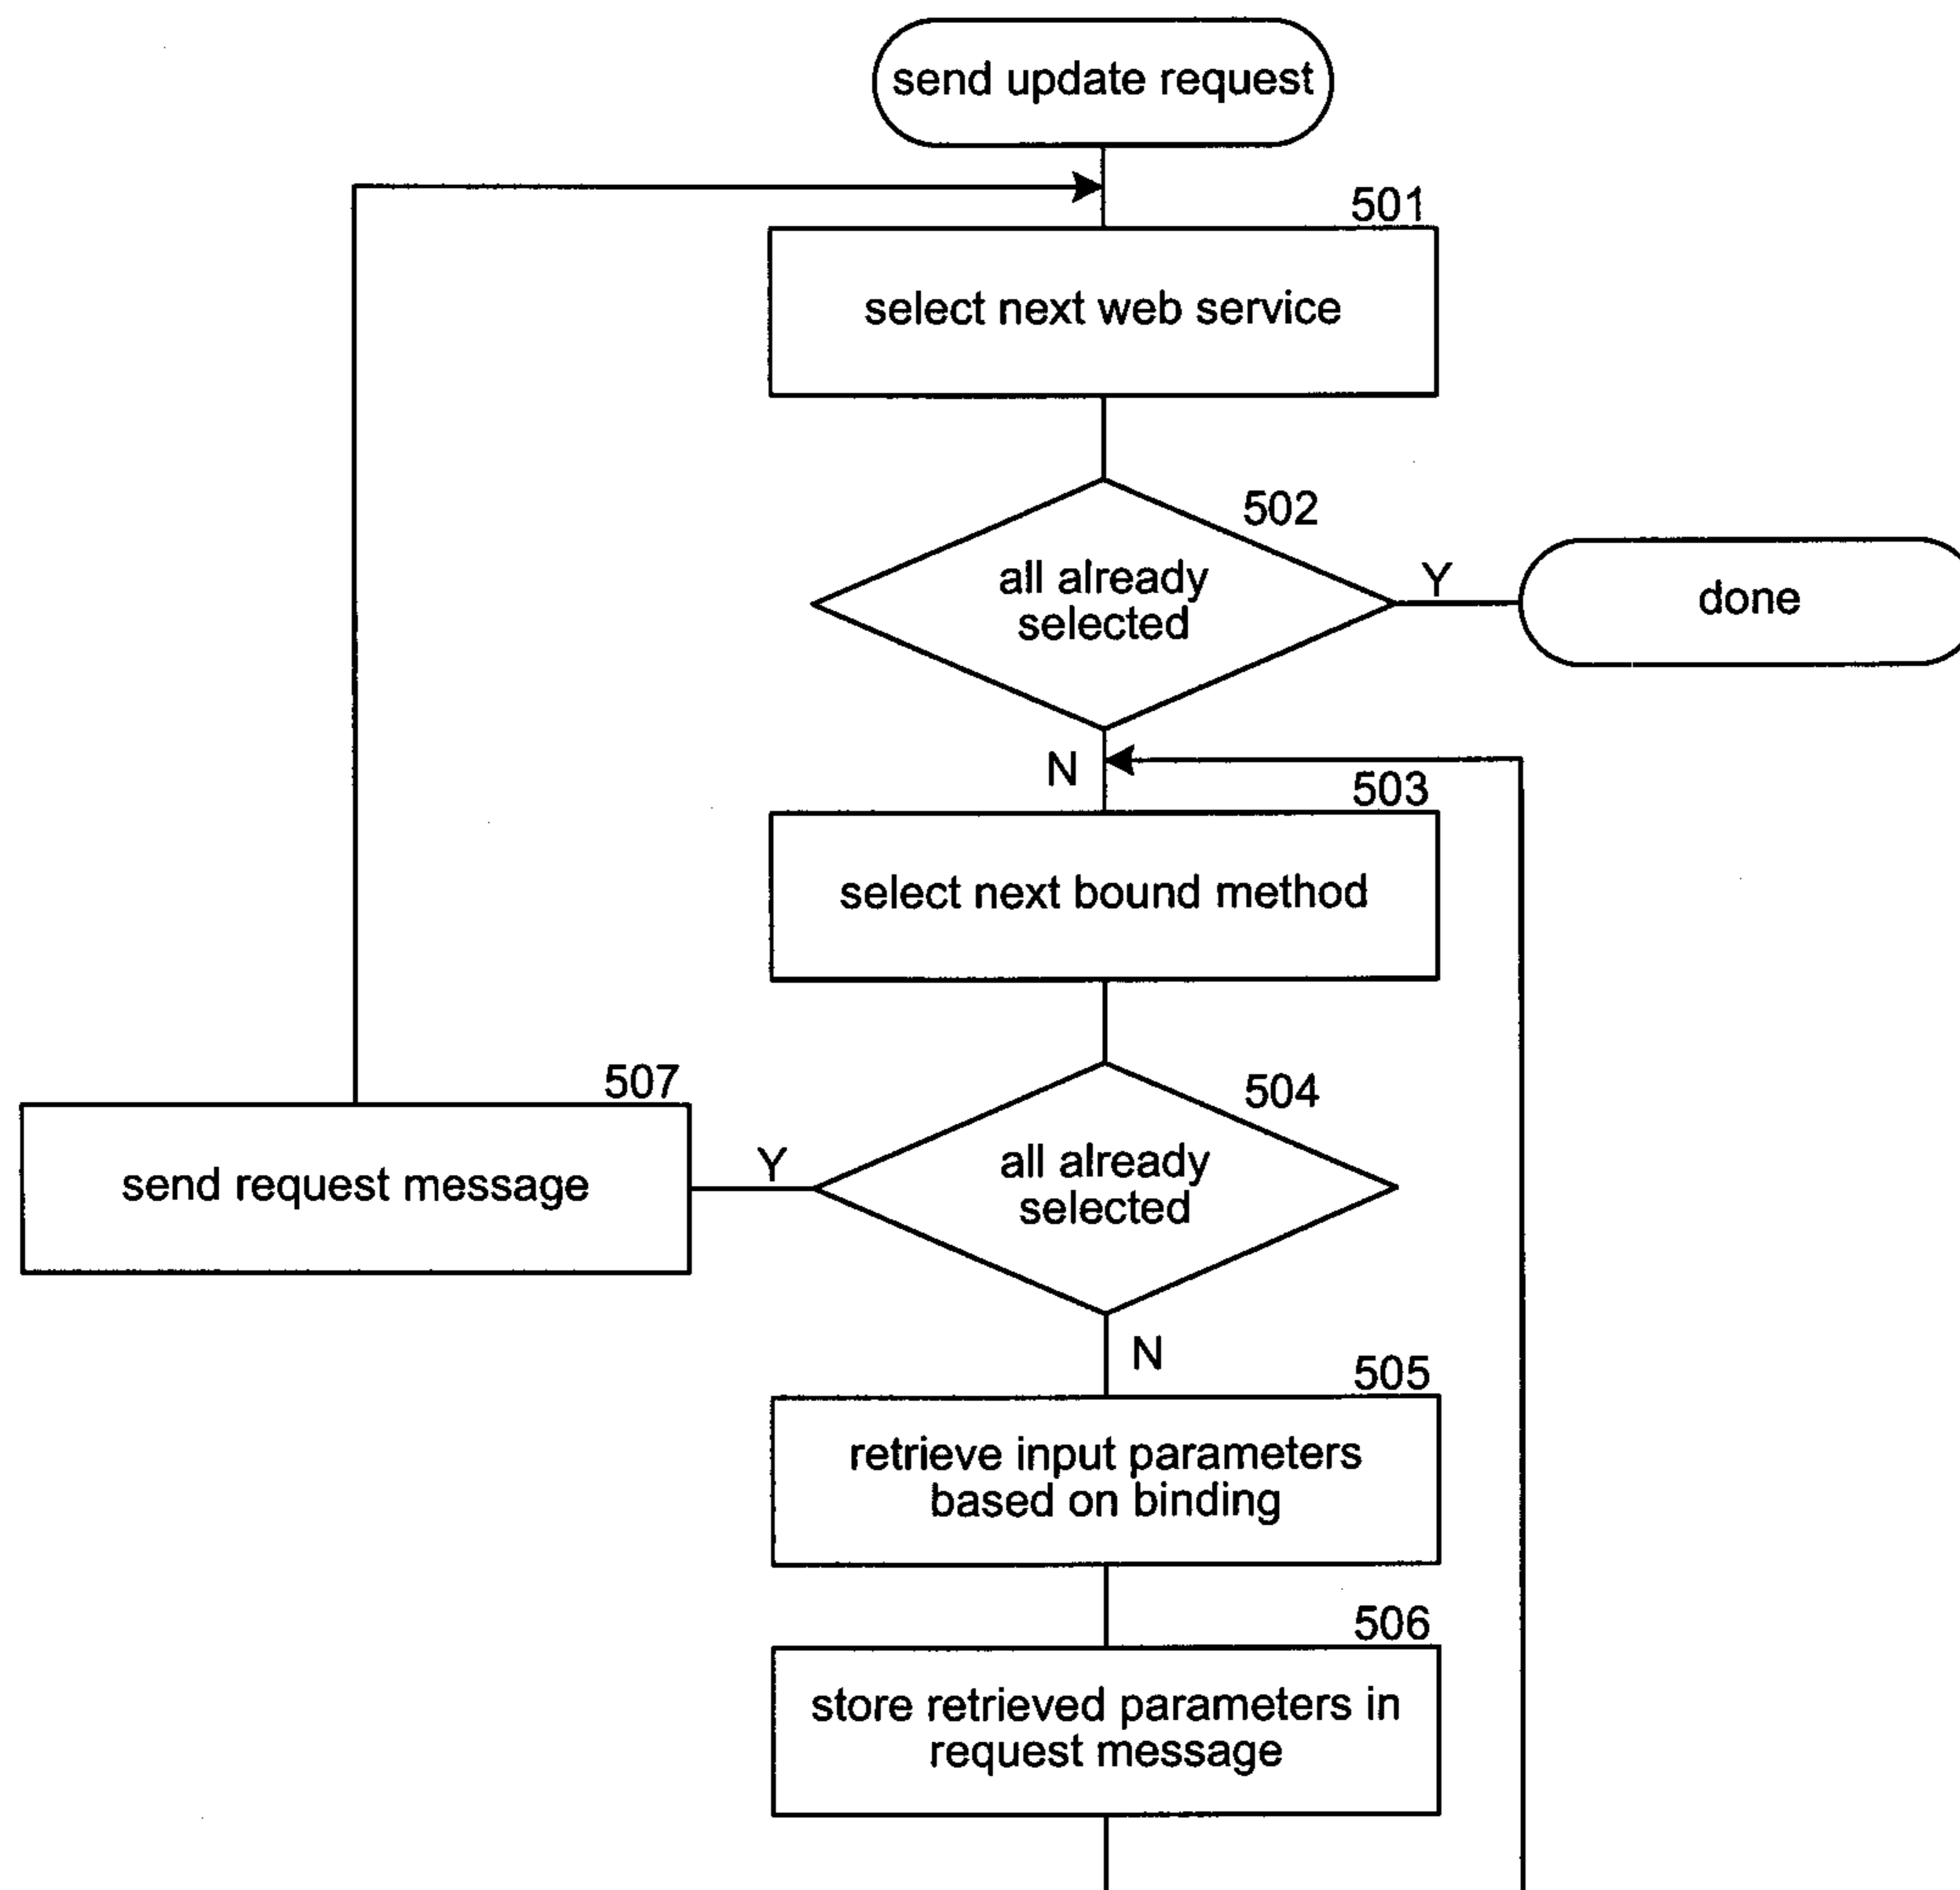 send update request
501
select next web service
502
all already
selected
Y
done
N
503
select next bound method
507
504
send request message
Y
all already
selected
N
505
retrieve input parameters
based on binding
506
store retrieved parameters in
request message